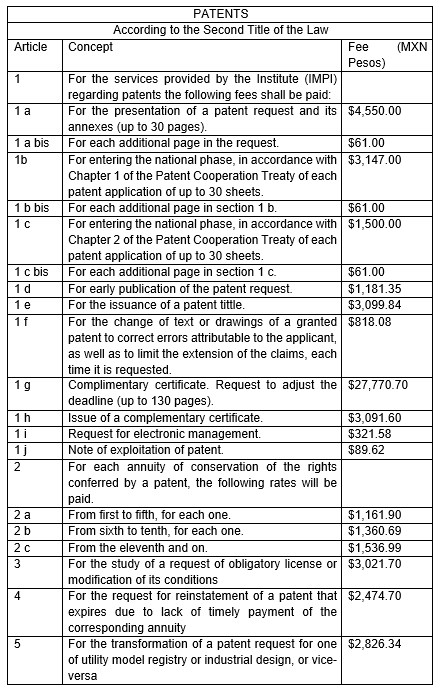 PATENTS
According to the Second Title of the Law
Article Concept Fee (MXN
Pesos)
1 For the services provided by the Institute (IMPI)
regarding patents the following fees shall be paid:
1 a For the presentation of a patent request and its $4,550.00
annexes (up to 30 pages).
1 a bis For each additional page in the request. $61.00
1b For entering the national phase, in accordance with $3,147.00
Chapter 1 of the Patent Cooperation Treaty of each
patent application of up to 30 sheets.
1 b bis For each additional page in section 1 b. $61.00
1 c For entering the national phase, in accordance with $1,500.00
Chapter 2 of the Patent Cooperation Treaty of each
patent application of up to 30 sheets.
1 c bis For each additional page in section 1 c. $61.00
1 d For early publication of the patent request. $1,181.35
1 e For the issuance of a patent tittle. $3,099.84
1 f For the change of text or drawings of a granted $818.08
patent to correct errors attributable to the applicant,
as well as to limit the extension of the claims, each
time it is requested.
1 g Complimentary certificate. Request to adjust the $27,770.70
deadline (up to 130 pages).
1 h Issue of a complementary certificate. $3,091.60
1 i Request for electronic management. $321.58
1 j Note of exploitation of patent. $89.62
2 For each annuity of conservation of the rights
conferred by a patent, the following rates will be
paid.
2 a From first to fifth, for each one. $1,161.90
2 b From sixth to tenth, for each one. $1,360.69
2 c From the eleventh and on. $1,536.99
3 For the study of a request of obligatory license or $3,021.70
modification of its conditions
4 For the request for reinstatement of a patent that $2,474.70
expires due to lack of timely payment of the
corresponding annuity
5 For the transformation of a patent request for one $2,826.34
of utility model registry or industrial design, or vice-
versa